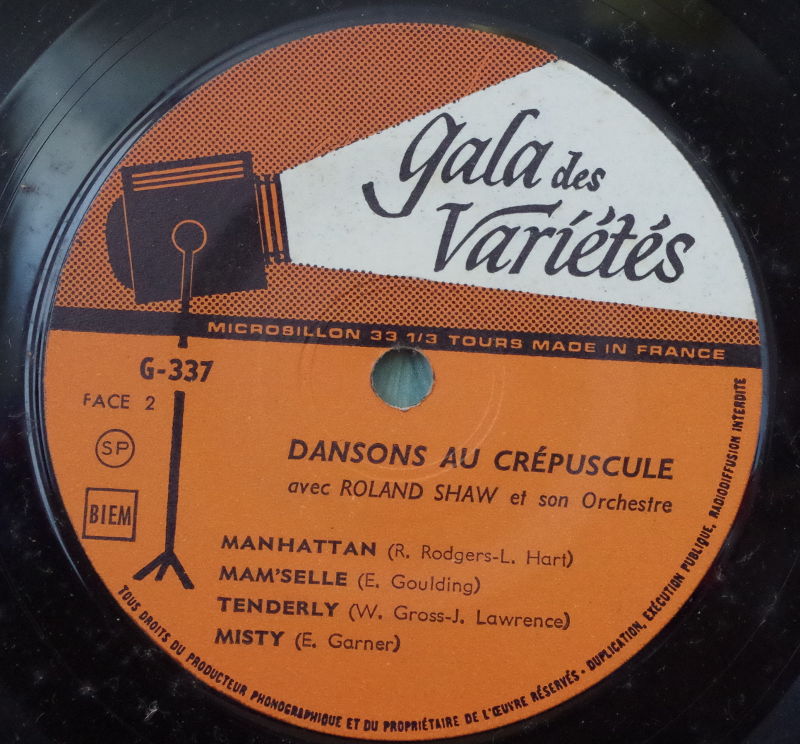 gala des
Variétés
MICROSILLON 33 1/3 TOURS MADE IN FRANCE
G-337
FACE 2
SP
BIEM
DANSONS AU CRÉPUSCULE
avec ROLAND SHAW et son Orchestre
MANHATTAN (R. Rodgers-L. Hart)
MAM'SELLE (E. Goulding)
TENDERLY (W. Gross-J. Lawrence)
MISTY (E. Garner)
TOUS DROITS DU PRODUCTEUR PHONOGRAPHIQUE ET DU PROPRIÉTAIRE DE L'ŒUVRE RÉSERVÉS - DUPLICATION, EXÉCUTION PUBLIQUE, RADIODIFFUSION INTERDITE